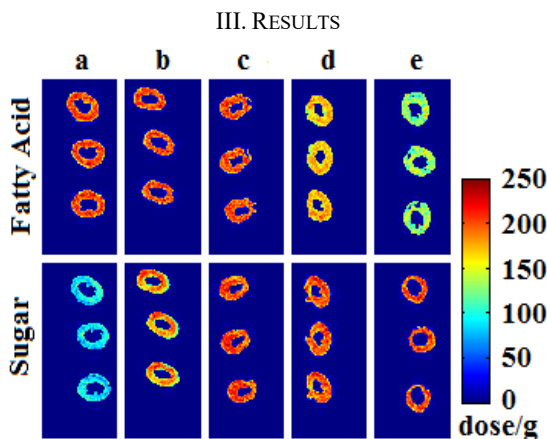 III. RESULTS
a b c d e
Fatty Acid
Sugar
250
200
150
100
50
0
dose/g